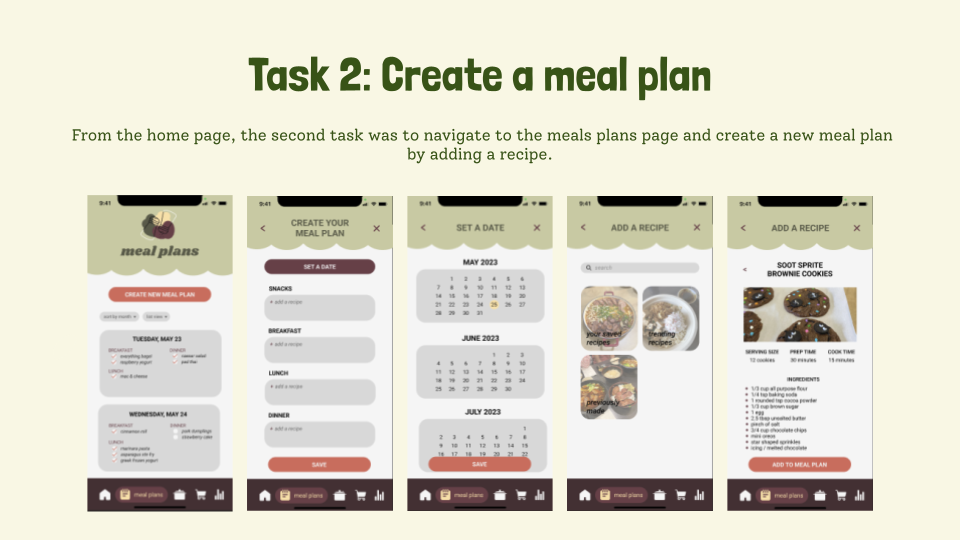 Task 2: Create a meal plan
From the home page, the second task was to navigate to the meals plans page and create a new meal plan
by adding a recipe.
9:41
meal plans
CREATE NEW MEAL PLAN
sort by month
list view
TUESDAY, MAY 23
BREAKFAST
everything bagel
raspberry yogurt
DINNER
caesar salad
pad thai
LUNCH
mac & cheese
WEDNESDAY, MAY 24
BREAKFAST
cinnamon roll
DINNER
pork dumplings
strawberry cake
LUNCH
marinara pasta
asparagus stir-fry
greek frozen yogurt
meal plans
9:41
CREATE YOUR
MEAL PLAN
SET A DATE
SNACKS
+ add a recipe
BREAKFAST
+ add a recipe
LUNCH
+ add a recipe
DINNER
+ add a recipe
SAVE
meal plans
9:41
SET A DATE
MAY 2023
1 2 3 4 5 6
7 8 9 10 11 12 13
14 15 16 17 18 19 20
21 22 23 24 25 26 27
28 29 30 31
JUNE 2023
1 2 3
4 5 6 7 8 9 10
11 12 13 14 15 16 17
18 19 20 21 22 23 24
25 26 27 28 29 30
JULY 2023
1
2 3 4 5 6 7 8
9 10 11 12 13 14 15
16 17 18 19 20 21 22
SAVE
meal plans
9:41
ADD A RECIPE
search
your saved
recipes
trending
recipes
previously
made
meal plans
9:41
ADD A RECIPE
SOOT SPRITE
BROWNIE COOKIES
SERVING SIZE
12 cookies
PREP TIME
30 minutes
COOK TIME
15 minutes
INGREDIENTS
1/3 cup all purpose flour
1/4 tsp baking soda
1 rounded tsp cocoa powder
1/3 cup brown sugar
1 egg
2.5 tbsp unsalted butter
pinch of salt
3/4 cup chocolate chips
mini oreos
star shaped sprinkles
icing / melted chocolate
ADD TO MEAL PLAN
meal plans